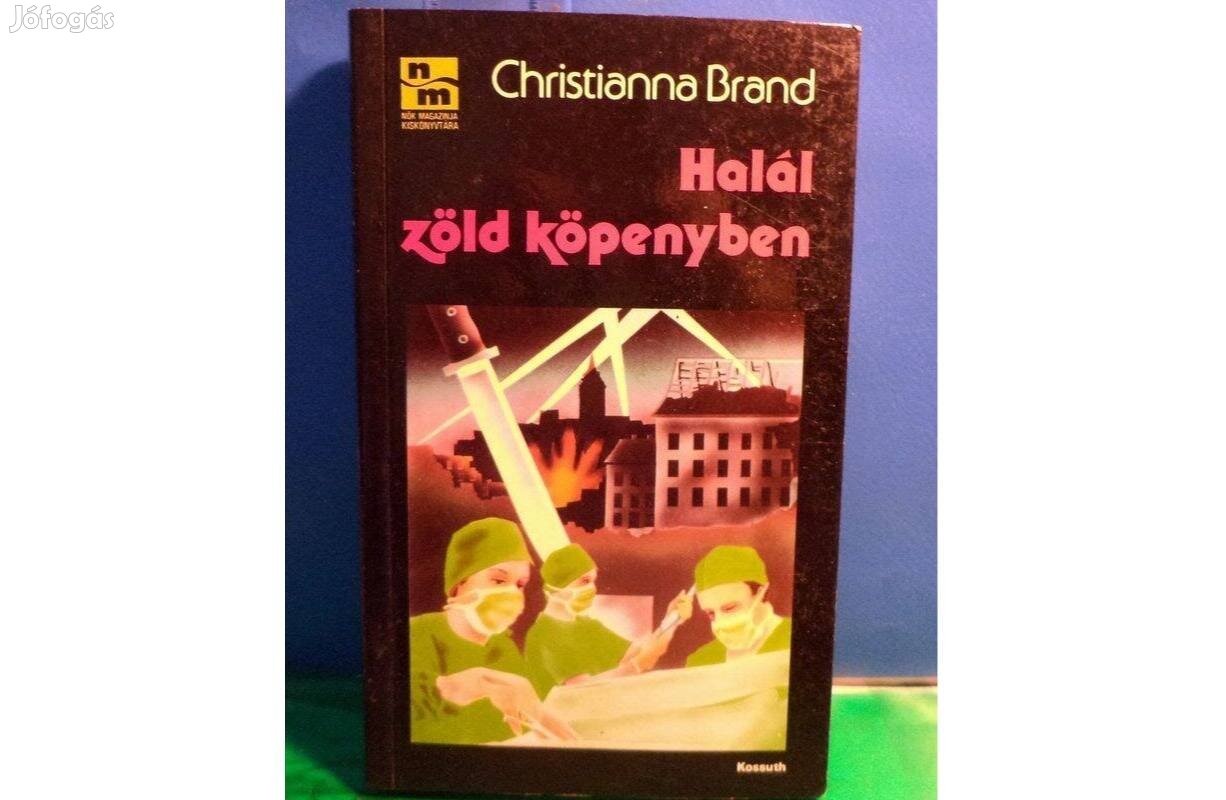 Jófogás
nm
NŐK MAGAZINJA
KISKÖNYVTÁRA
Christianna Brand
Halál
zöld köpenyben
Kossuth